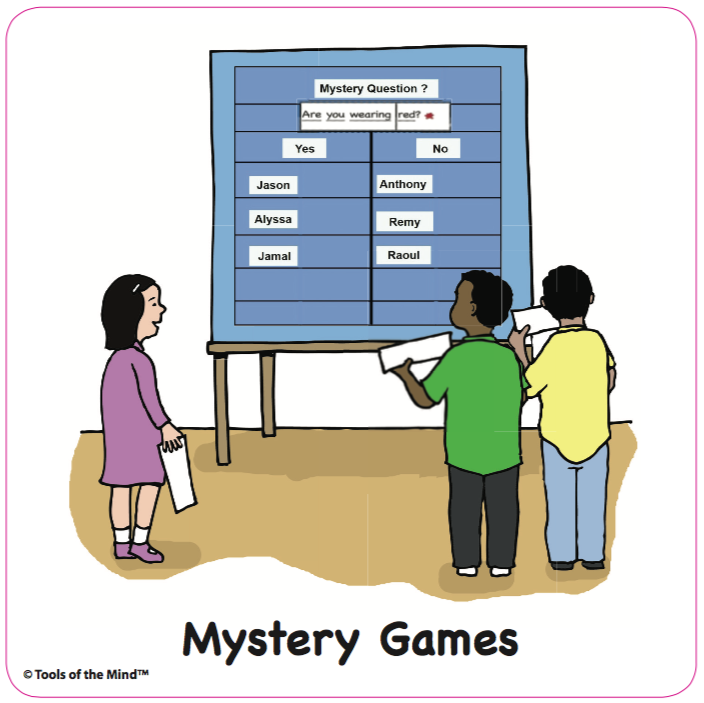 Mystery Question ?
Are you wearing red?
Yes No
Jason Anthony
Alyssa Remy
Jamal Raoul
Mystery Games
© Tools of the Mind™